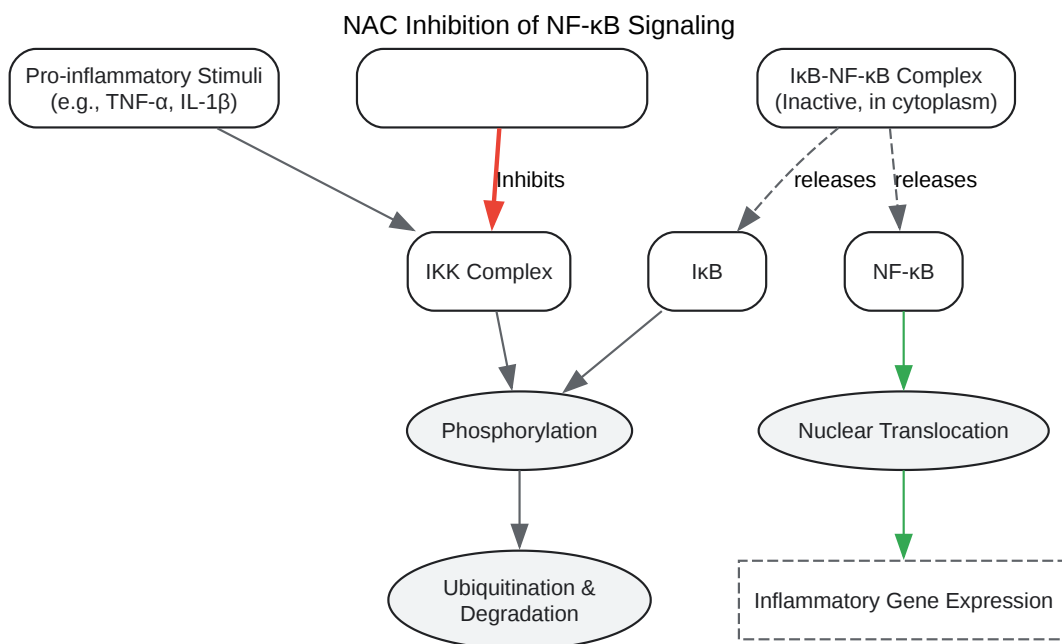 NAC Inhibition of NF-κB Signaling
Pro-inflammatory Stimuli
(e.g., TNF-α, IL-1β)
IκB-NF-κB Complex
(Inactive, in cytoplasm)
Inhibits
releases
releases
IKK Complex
IκB
NF-κB
Phosphorylation
Nuclear Translocation
Ubiquitination &
Degradation
Inflammatory Gene Expression